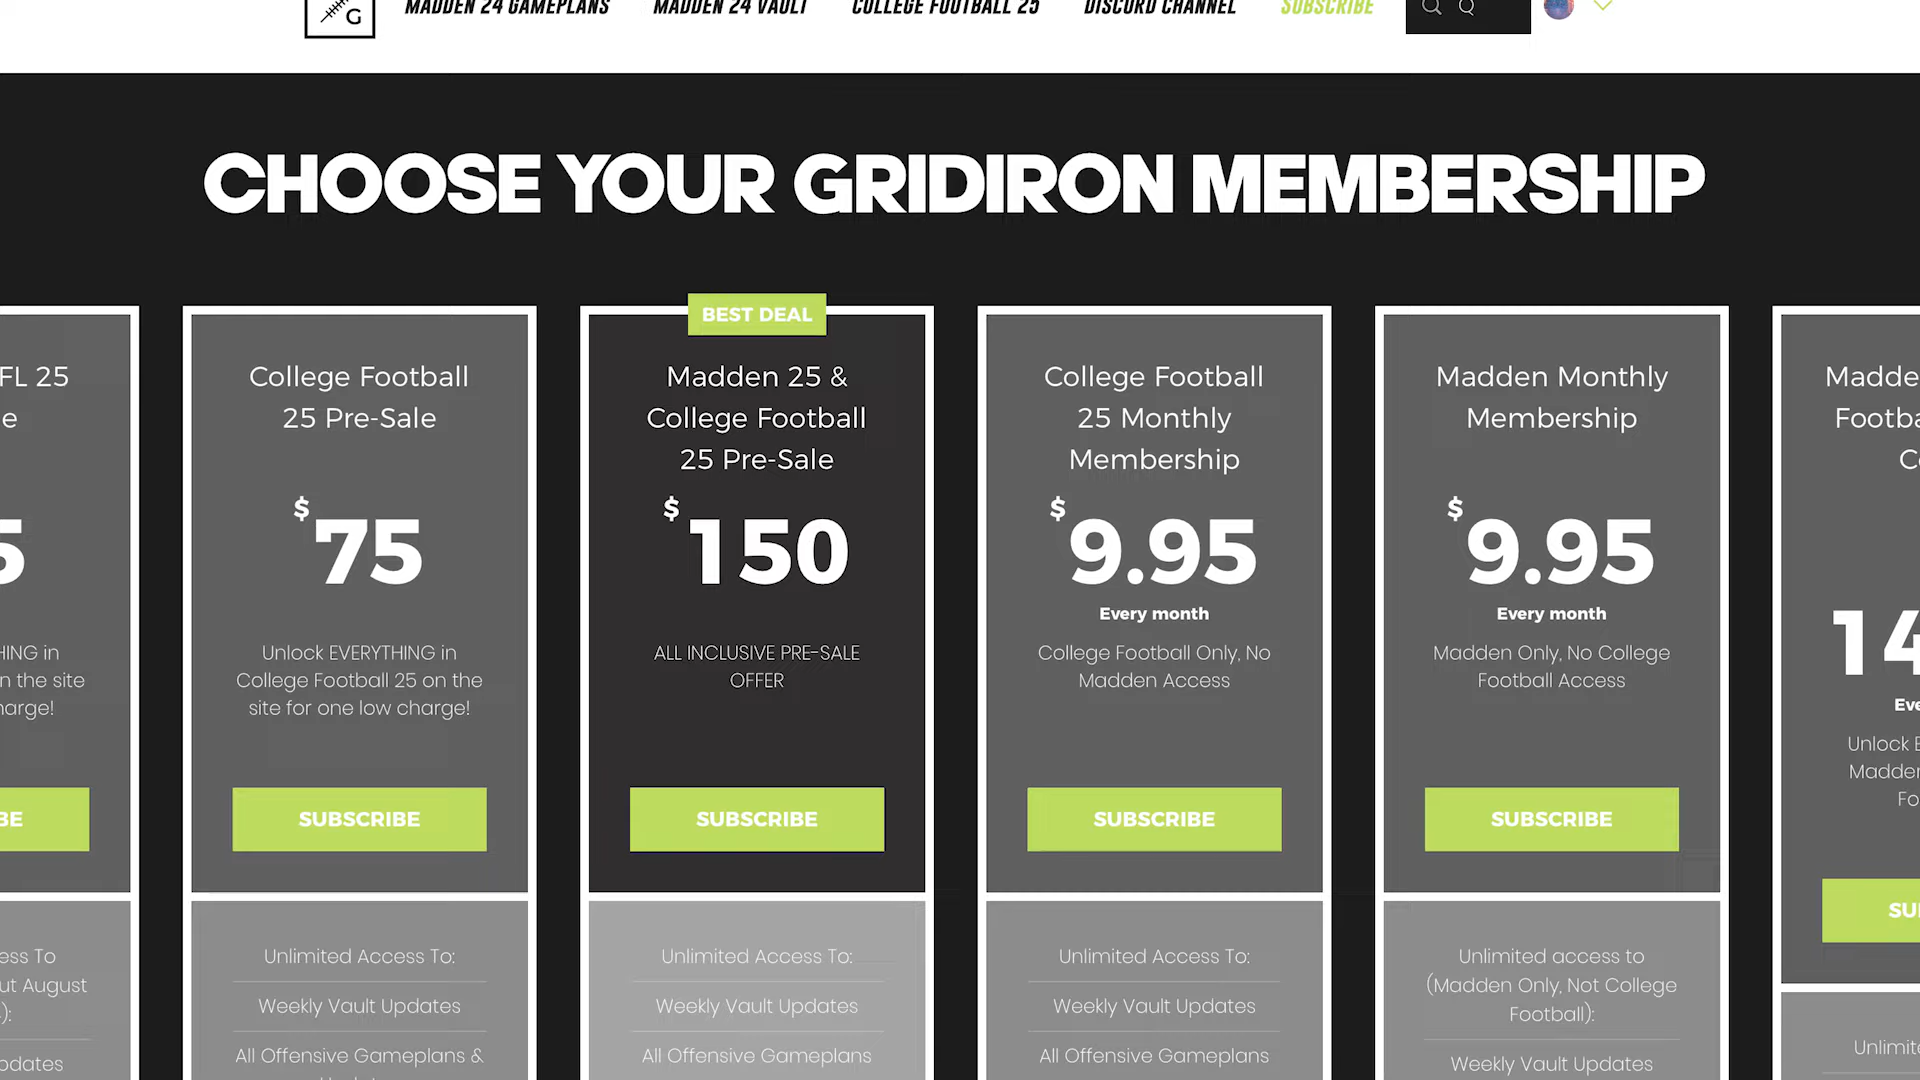 G
MADDEN 24 GAMEPLANS
MADDEN 24 VAULT
COLLEGE FOOTBALL 25
DISCORD CHANNEL
SUBSCRIBE
CHOOSE YOUR GRIDIRON MEMBERSHIP
FL 25
e
5
HING in
n the site
harge!
BE
ess To
ut August
):
pdates
College Football
25 Pre-Sale
$75
Unlock EVERYTHING in
College Football 25 on the
site for one low charge!
SUBSCRIBE
Unlimited Access To:
Weekly Vault Updates
All Offensive Gameplans &
BEST DEAL
Madden 25 &
College Football
25 Pre-Sale
$150
ALL INCLUSIVE PRE-SALE
OFFER
SUBSCRIBE
Unlimited Access To:
Weekly Vault Updates
All Offensive Gameplans
College Football
25 Monthly
Membership
$9.95
Every month
College Football Only, No
Madden Access
SUBSCRIBE
Unlimited Access To:
Weekly Vault Updates
All Offensive Gameplans
Madden Monthly
Membership
$9.95
Every month
Madden Only, No College
Football Access
SUBSCRIBE
Unlimited access to
(Madden Only, Not College
Football):
Weekly Vault Updates
Madde
Footba
C
14
Eve
Unlock E
Madden
Fo
SU
Unlimite